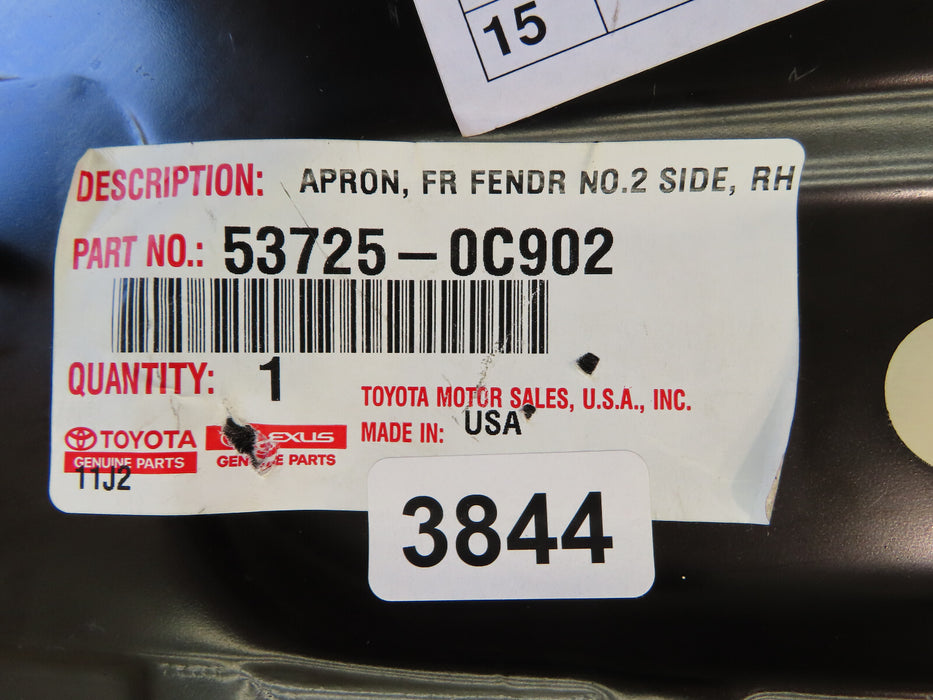 15
DESCRIPTION: APRON, FR FENDR NO.2 SIDE, RH
PART NO.: 53725-0C902
QUANTITY: 1
TOYOTA MOTOR SALES, U.S.A., INC.
MADE IN: USA
TOYOTA
GENUINE PARTS
GENUINE PARTS
11J2
3844